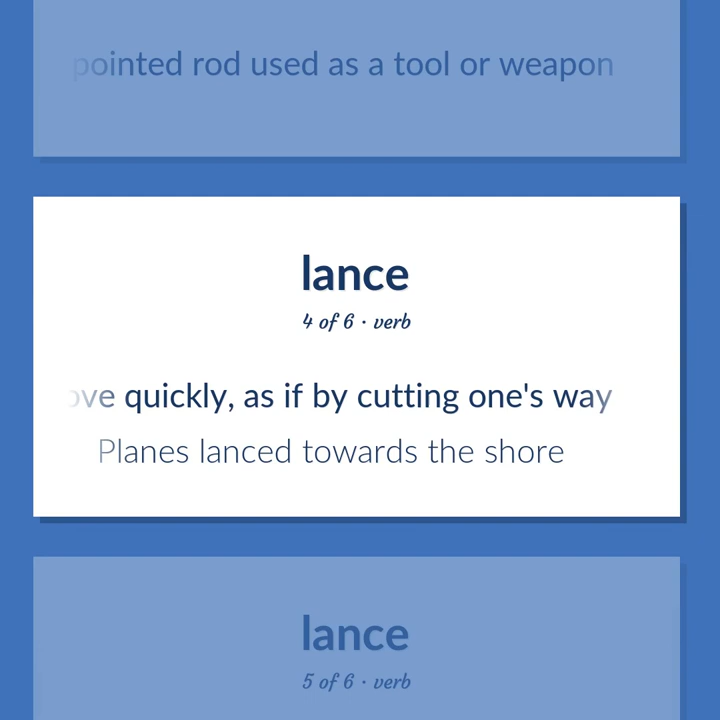 pointed rod used as a tool or weapon
lance
4 of 6 · verb
ove quickly, as if by cutting one's way
Planes lanced towards the shore
lance
5 of 6 · verb